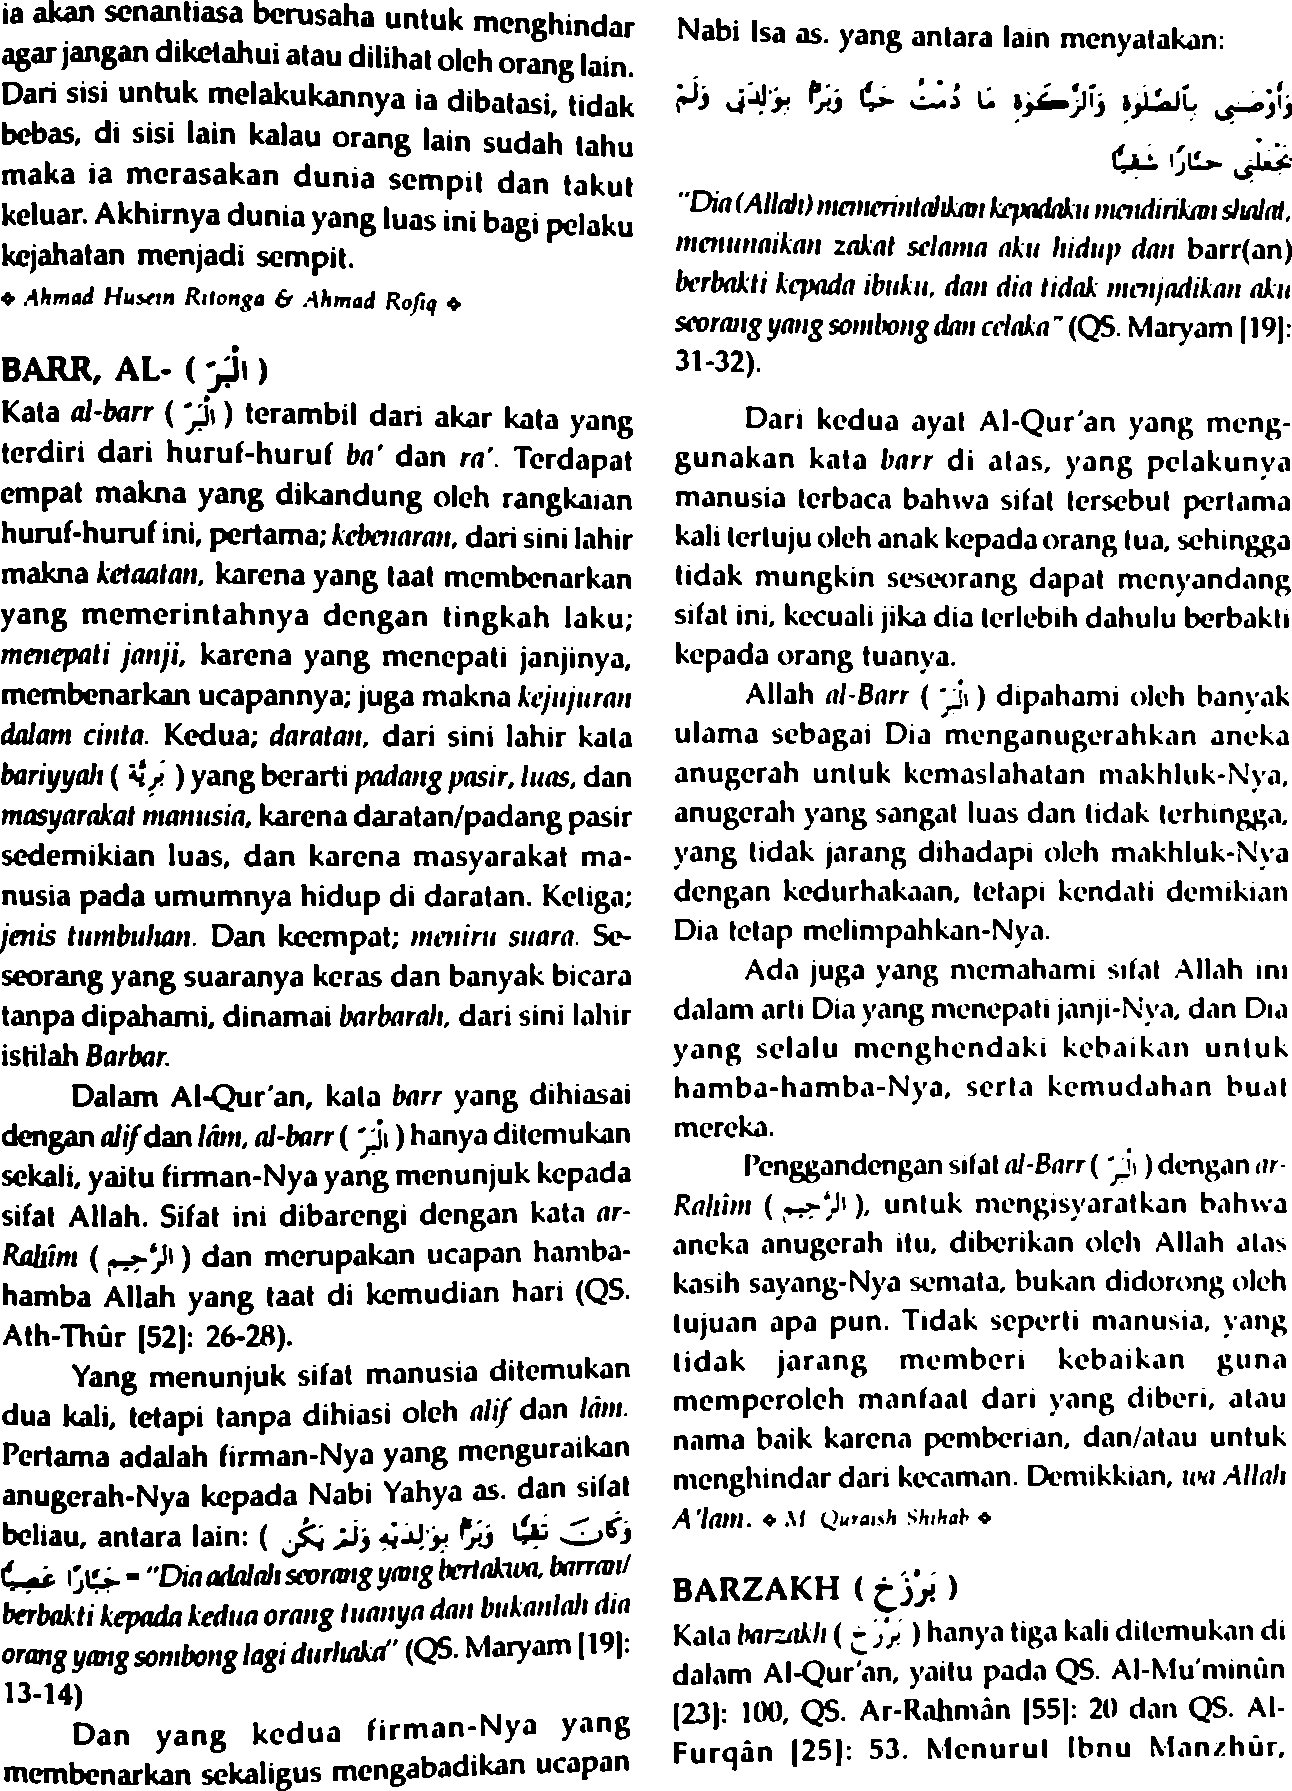 ia akan senantiasa berusaha untuk menghindar
agar jangan diketahui atau dilihat oleh orang lain.
Dari sisi untuk melakukannya ia dibatasi, tidak
bebas, di sisi lain kalau orang lain sudah tahu
maka ia merasakan dunia sempit dan takut
keluar. Akhirnya dunia yang luas ini bagi pelaku
kejahatan menjadi sempit.
❖ Ahmad Husein Ritonga & Ahmad Rofiq ❖
BARR, AL- ( الْبَرّ )
Kata al-barr ( الْبَرّ ) terambil dari akar kata yang
terdiri dari huruf-huruf ba' dan ra'. Terdapat
empat makna yang dikandung oleh rangkaian
huruf-huruf ini, pertama; kebenaran, dari sini lahir
makna ketaatan, karena yang taat membenarkan
yang memerintahnya dengan tingkah laku;
menepati janji, karena yang menepati janjinya,
membenarkan ucapannya; juga makna kejujuran
dalam cinta. Kedua; daratan, dari sini lahir kata
bariyyah ( بَرِيَّة ) yang berarti padang pasir, luas, dan
masyarakat manusia, karena daratan/padang pasir
sedemikian luas, dan karena masyarakat ma-
nusia pada umumnya hidup di daratan. Ketiga;
jenis tumbuhan. Dan keempat; meniru suara. Se-
seorang yang suaranya keras dan banyak bicara
tanpa dipahami, dinamai barbarah, dari sini lahir
istilah Barbar.
Dalam Al-Qur'an, kata barr yang dihiasai
dengan alif dan lâm, al-barr ( الْبَرّ ) hanya ditemukan
sekali, yaitu firman-Nya yang menunjuk kepada
sifat Allah. Sifat ini dibarengi dengan kata ar-
Rahîm ( الرَّحِيم ) dan merupakan ucapan hamba-
hamba Allah yang taat di kemudian hari (QS.
Ath-Thûr [52]: 26-28).
Yang menunjuk sifat manusia ditemukan
dua kali, tetapi tanpa dihiasi oleh alif dan lâm.
Pertama adalah firman-Nya yang menguraikan
anugerah-Nya kepada Nabi Yahya as. dan sifat
beliau, antara lain: ( وَكَانَ تَقِيًّا وَبَرًّا بِوَٰلِدَيْهِ وَلَمْ يَكُن
جَبَّارًا عَصِيًّا = "Dia adalah seorang yang bertakwa, barran/
berbakti kepada kedua orang tuanya dan bukanlah dia
orang yang sombong lagi durhaka" (QS. Maryam [19]:
13-14)
Dan yang kedua firman-Nya yang
membenarkan sekaligus mengabadikan ucapan
Nabi Isa as. yang antara lain menyatakan:
وَأَوْصَٰنِى بِٱلصَّلَوٰةِ وَٱلزَّكَوٰةِ مَا دُمْتُ حَيًّا وَبَرًّا بِوَٰلِدَتِى وَلَمْ
يَجْعَلْنِى جَبَّارًا شَقِيًّا
"Dia (Allah) memerintahkan kepadaku mendirikan shalat,
menunaikan zakat selama aku hidup dan barr(an)
berbakti kepada ibuku, dan dia tidak menjadikan aku
seorang yang sombong dan celaka" (QS. Maryam [19]:
31-32).
Dari kedua ayat Al-Qur'an yang meng-
gunakan kata barr di atas, yang pelakunya
manusia terbaca bahwa sifat tersebut pertama
kali tertuju oleh anak kepada orang tua, sehingga
tidak mungkin seseorang dapat menyandang
sifat ini, kecuali jika dia terlebih dahulu berbakti
kepada orang tuanya.
Allah al-Barr ( الْبَرّ ) dipahami oleh banyak
ulama sebagai Dia menganugerahkan aneka
anugerah untuk kemaslahatan makhluk-Nya,
anugerah yang sangat luas dan tidak terhingga,
yang tidak jarang dihadapi oleh makhluk-Nya
dengan kedurhakaan, tetapi kendati demikian
Dia tetap melimpahkan-Nya.
Ada juga yang memahami sifat Allah ini
dalam arti Dia yang menepati janji-Nya, dan Dia
yang selalu menghendaki kebaikan untuk
hamba-hamba-Nya, serta kemudahan buat
mereka.
Penggandengan sifat al-Barr ( الْبَرّ ) dengan ar-
Rahîm ( الرَّحِيم ), untuk mengisyaratkan bahwa
aneka anugerah itu, diberikan oleh Allah atas
kasih sayang-Nya semata, bukan didorong oleh
tujuan apa pun. Tidak seperti manusia, yang
tidak jarang memberi kebaikan guna
memperoleh manfaat dari yang diberi, atau
nama baik karena pemberian, dan/atau untuk
menghindar dari kecaman. Demikkian, wa Allah
A'lam. ❖ M Quraish Shihab ❖
BARZAKH ( بَرْزَخ )
Kata barzakh ( بَرْزَخ ) hanya tiga kali ditemukan di
dalam Al-Qur'an, yaitu pada QS. Al-Mu'minûn
[23]: 100, QS. Ar-Rahmân [55]: 20 dan QS. Al-
Furqân [25]: 53. Menurut Ibnu Manzhûr,